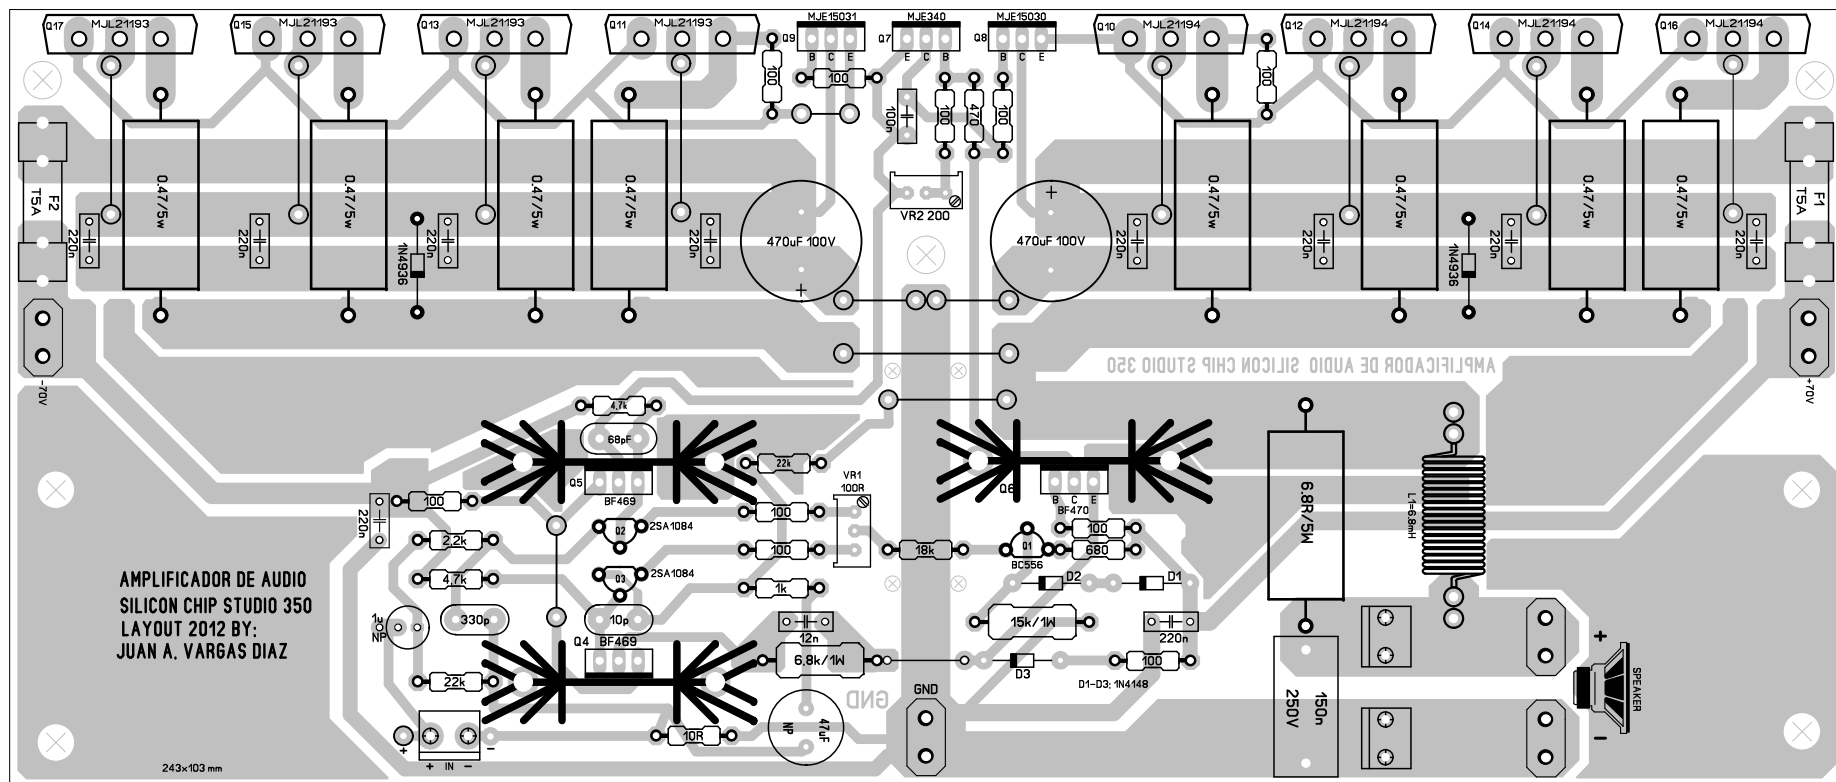 Q17 MJL21193
Q15 MJL21193
Q13 MJL21193
Q11 MJL21193
MJE15031
Q9
B C E
MJE340
Q7
E C B
MJE15030
Q8
B C E
Q10 MJL21194
Q12 MJL21194
Q14 MJL21194
Q16 MJL21194
100
100
100n
100
470
100
100
F2
T5A
0.47/5w
0.47/5w
0.47/5w
0.47/5w
VR2 200
0.47/5w
0.47/5w
0.47/5w
0.47/5w
F1
T5A
220n
220n
1N4936
220n
220n
470uF 100V
+
+
470uF 100V
220n
220n
1N4936
220n
220n
-70V
AMPLIFICADOR DE AUDIO SILICON CHIP STUDIO 350
+70V
4,7k
68pF
22k
Q5
BF469
VR1
100R
Q6
B C E
BF470
100
220n
2,2k
4,7k
Q2
2SA1084
Q3
2SA1084
100
100
1k
18k
Q1
BC556
100
680
D2
D1
6.8R/5W
L1=6.8mH
AMPLIFICADOR DE AUDIO
SILICON CHIP STUDIO 350
LAYOUT 2012 BY:
JUAN A. VARGAS DIAZ
1u
NP
330p
10p
Q4 BF469
12n
6,8k/1W
15k/1W
220n
D3
100
D1-D3: 1N4148
22k
GND
GND
+
SPEAKER
-
150n
250V
47uF
NP
10R
+
-
+ IN -
243x103 mm